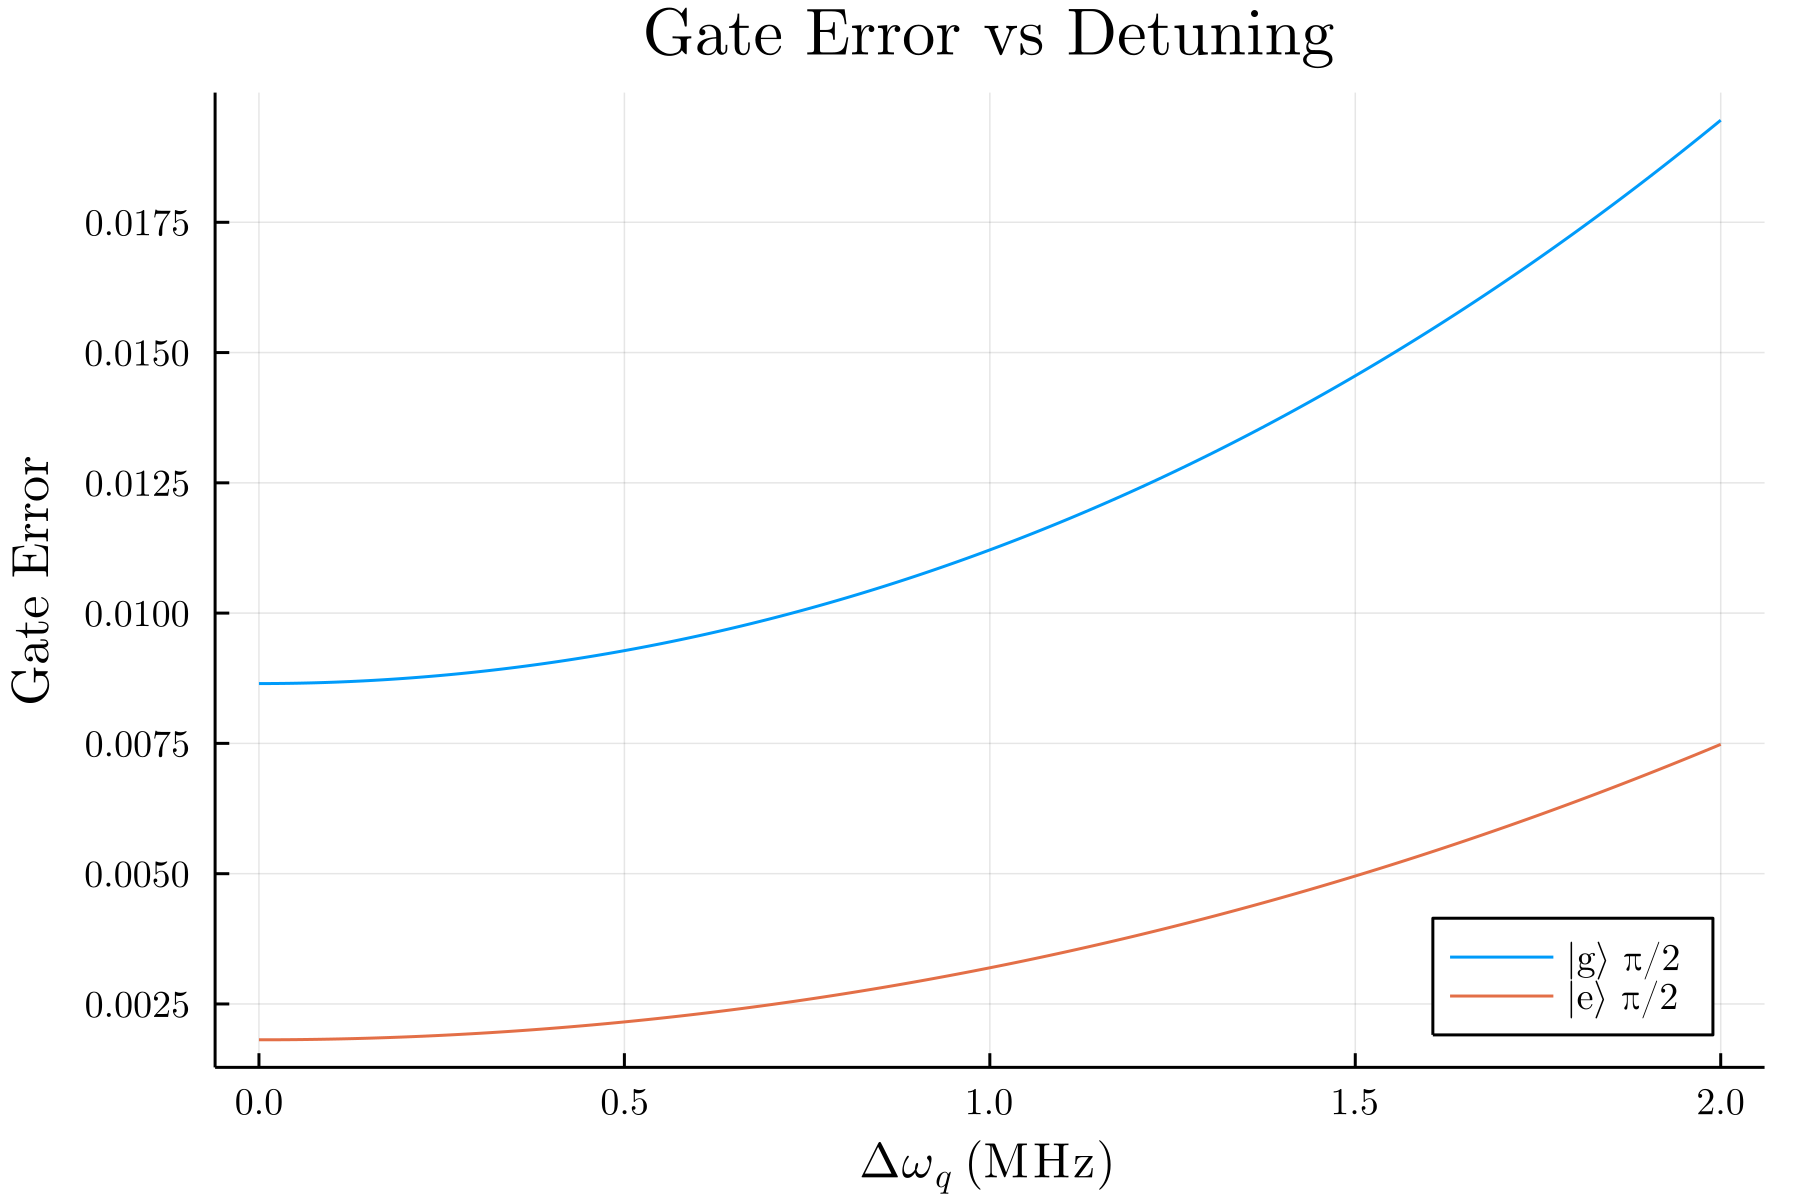 Gate Error vs Detuning
Gate Error
0.0175
0.0150
0.0125
0.0100
0.0075
0.0050
0.0025
|g⟩ π/2
|e⟩ π/2
0.0 0.5 1.0 1.5 2.0
Δω_q (MHz)